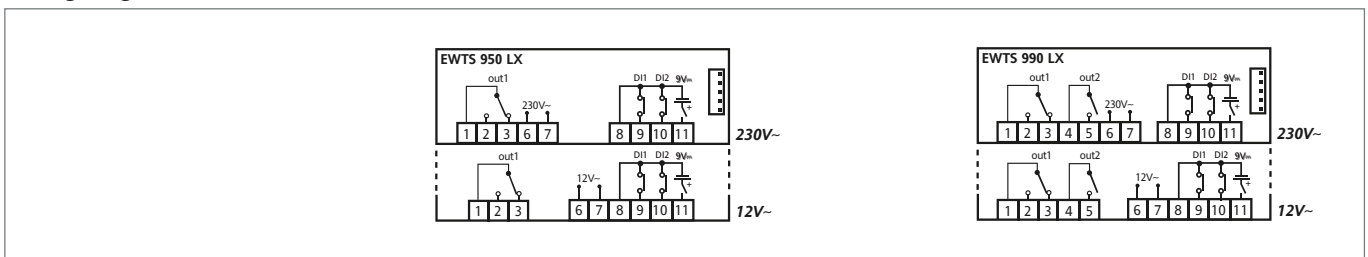 EWTS 950 LX
out1
230V~
DI1 DI2 9V
1 2 3 6 7
8 9 10 11
230V~
out1
12V~
DI1 DI2 9V
1 2 3
6 7 8 9 10 11
12V~
EWTS 990 LX
out1 out2
230V~
DI1 DI2 9V
+
1 2 3 4 5 6 7
8 9 10 11
230V~
out1 out2
12V~
DI1 DI2 9V
1 2 3 4 5
6 7 8 9 10 11
12V~